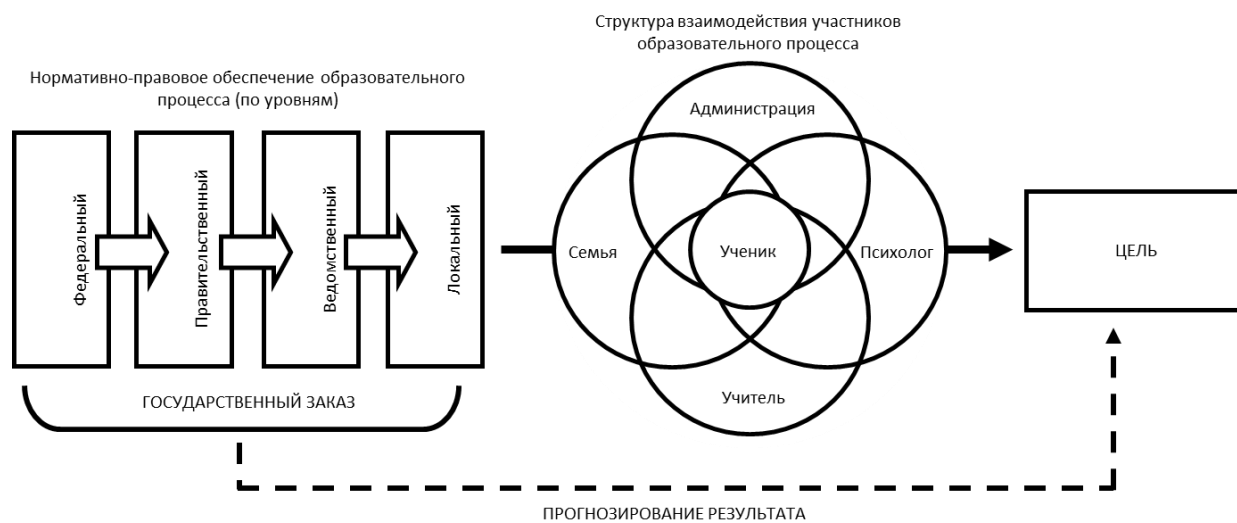 Структура взаимодействия участников
образовательного процесса
Нормативно-правовое обеспечение образовательного
процесса (по уровням)
Федеральный
Правительственный
Ведомственный
Локальный
ГОСУДАРСТВЕННЫЙ ЗАКАЗ
Администрация
Семья
Ученик
Психолог
Учитель
ЦЕЛЬ
ПРОГНОЗИРОВАНИЕ РЕЗУЛЬТАТА